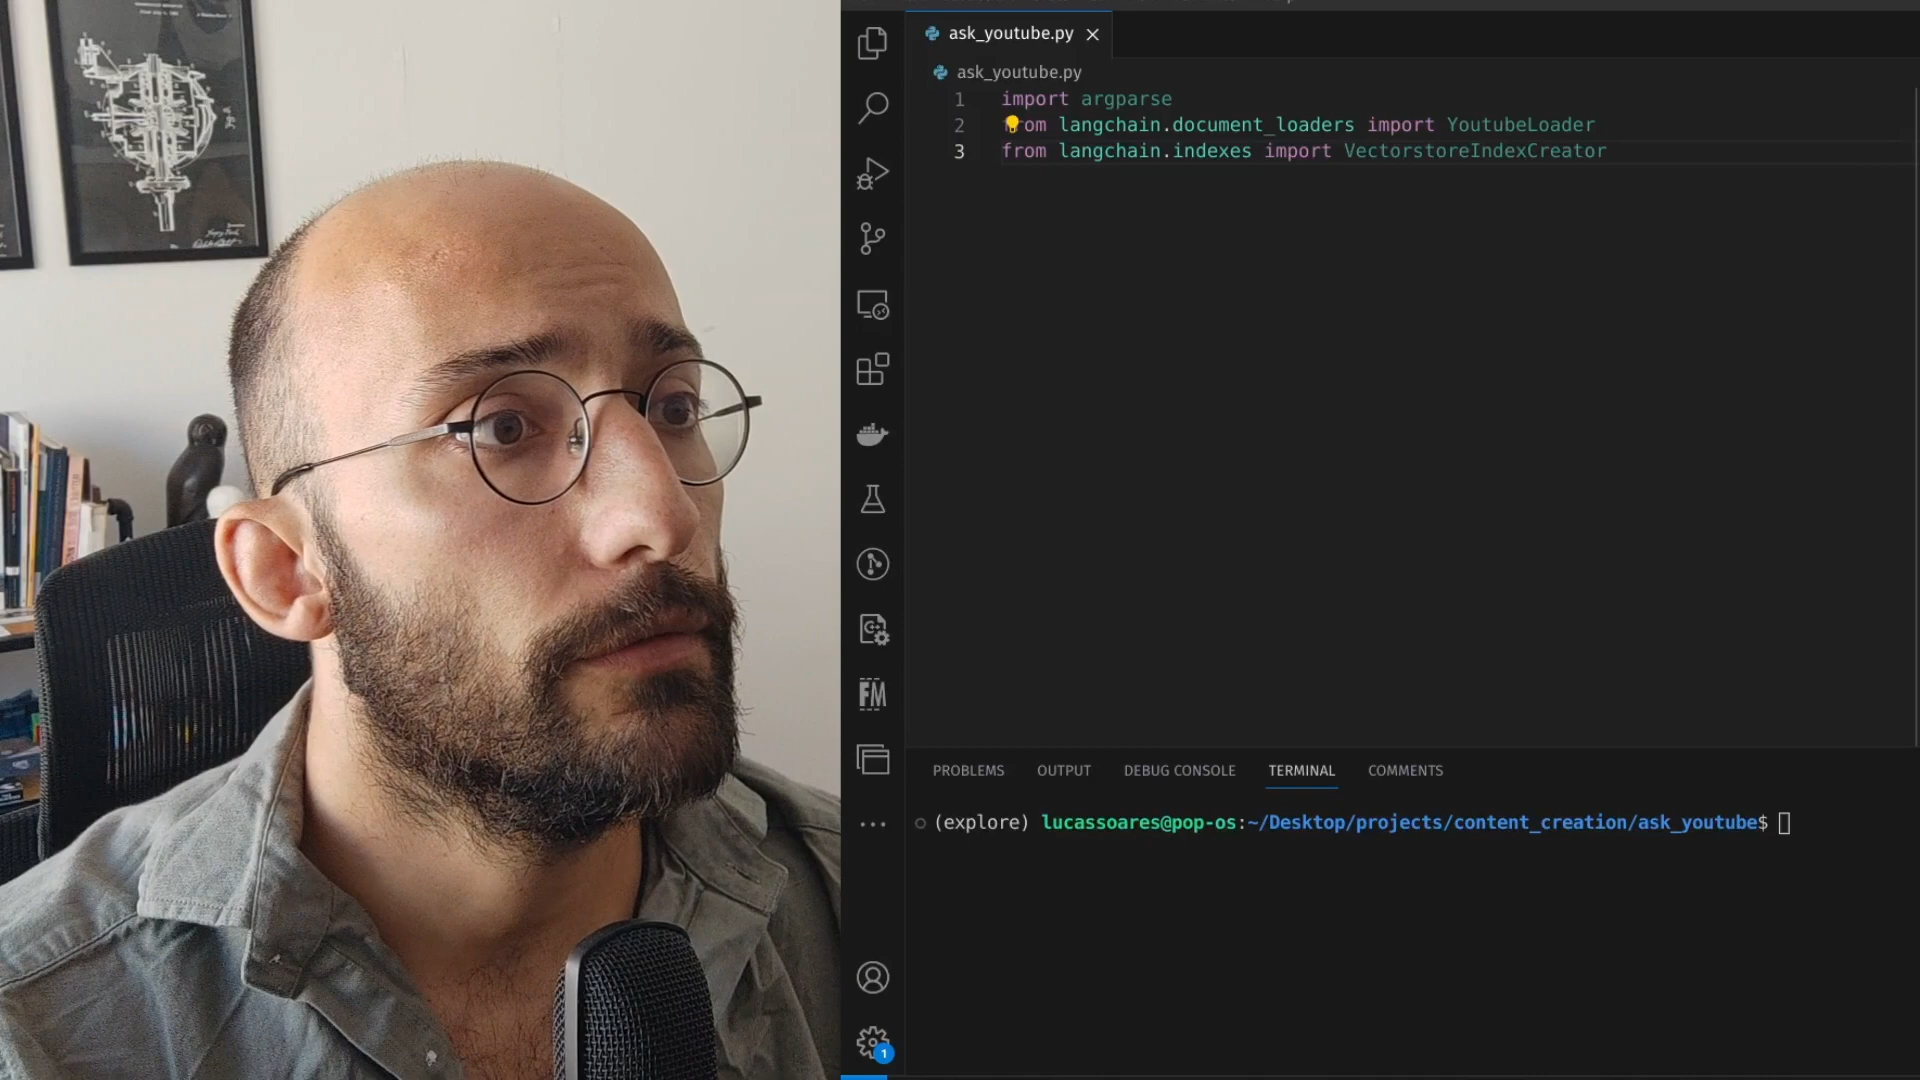 ask_youtube.py
ask_youtube.py
1 import argparse
2 from langchain.document_loaders import YoutubeLoader
3 from langchain.indexes import VectorstoreIndexCreator
FM
PROBLEMS OUTPUT DEBUG CONSOLE TERMINAL COMMENTS
(explore) lucassoares@pop-os:~/Desktop/projects/content_creation/ask_youtube$
1